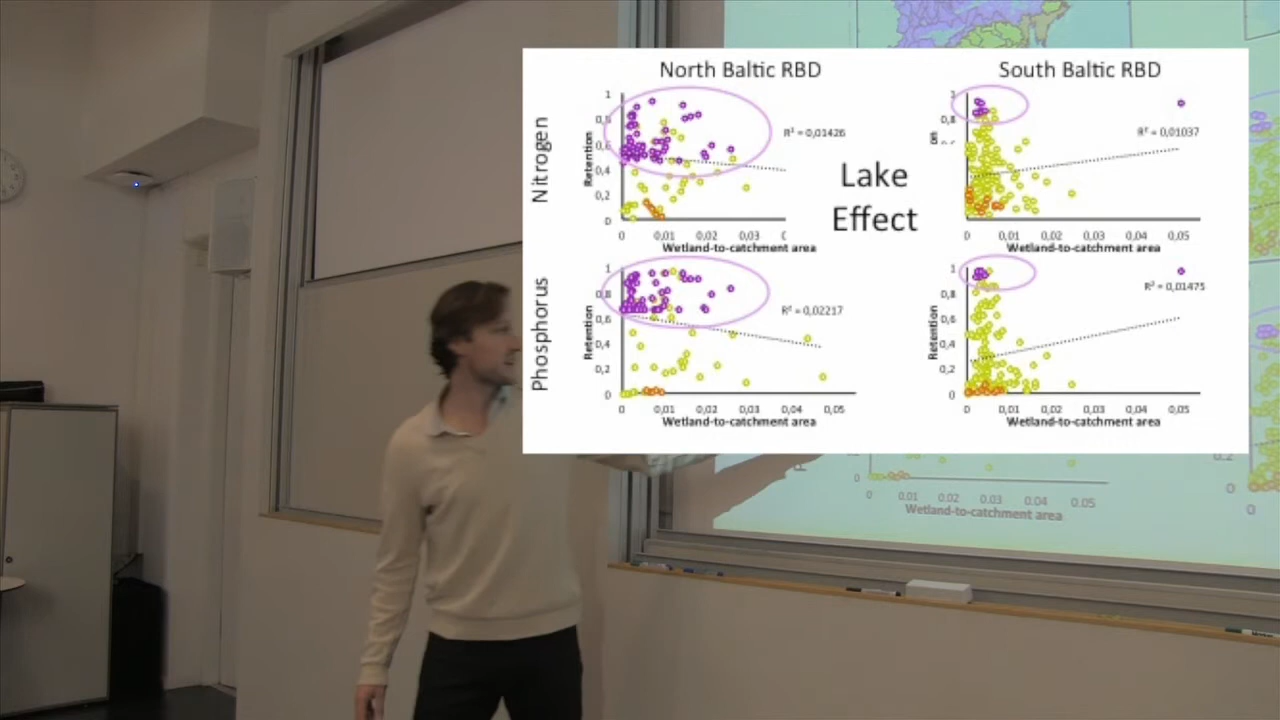 North Baltic RBD
South Baltic RBD
Nitrogen
Phosphorus
Lake
Effect
1
0,8
0,6
0,4
0,2
0
Retention
R² = 0,01426
0 0,01 0,02 0,03
Wetland-to-catchment area
1
0,8
R² = 0,01037
0 0,01 0,02 0,03 0,04 0,05
Wetland-to-catchment area
1
0,8
0,6
0,4
0,2
0
Retention
R² = 0,02217
0 0,01 0,02 0,03 0,04 0,05
Wetland-to-catchment area
1
0,8
0,6
0,4
0,2
0
Retention
R² = 0,01475
0 0,01 0,02 0,03 0,04 0,05
Wetland-to-catchment area
0
0 0.01 0.02 0.03 0.04 0.05
Wetland-to-catchment area
0.2
0
0